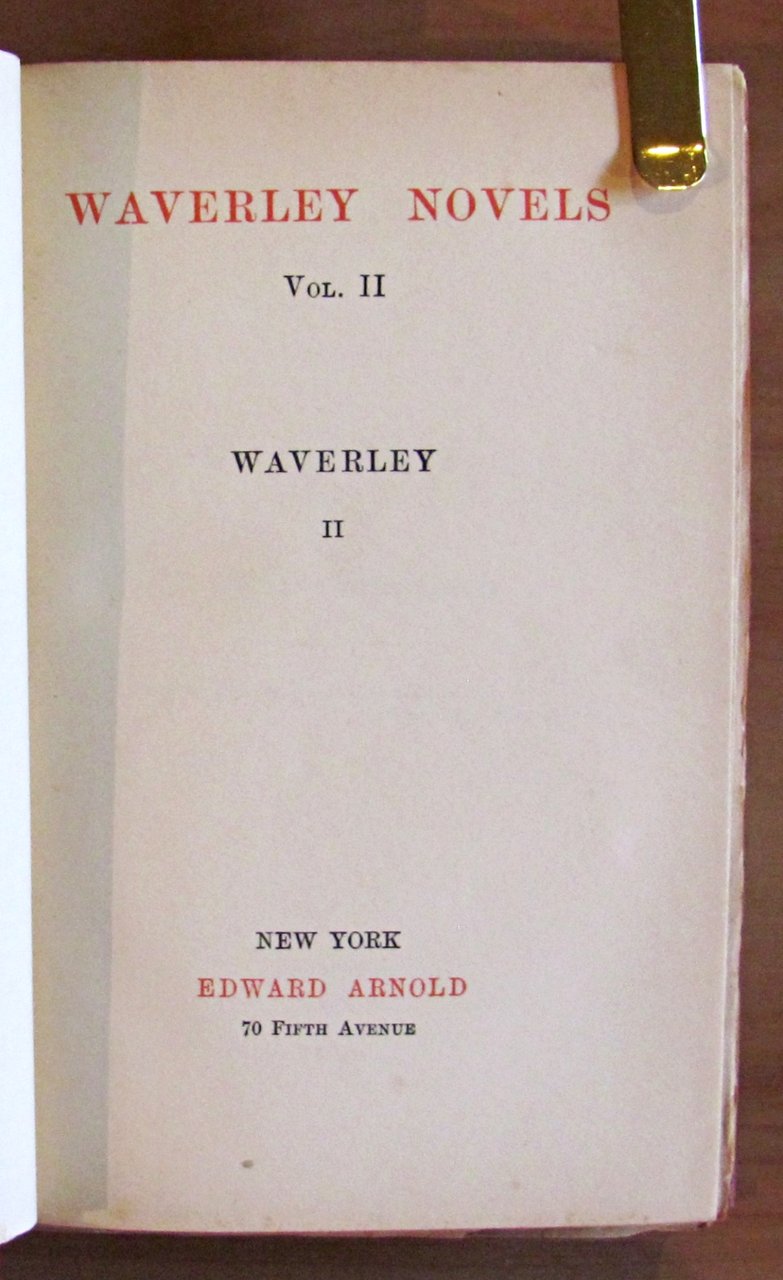 WAVERLEY NOVELS
Vol. II
WAVERLEY
II
NEW YORK
EDWARD ARNOLD
70 Fifth Avenue